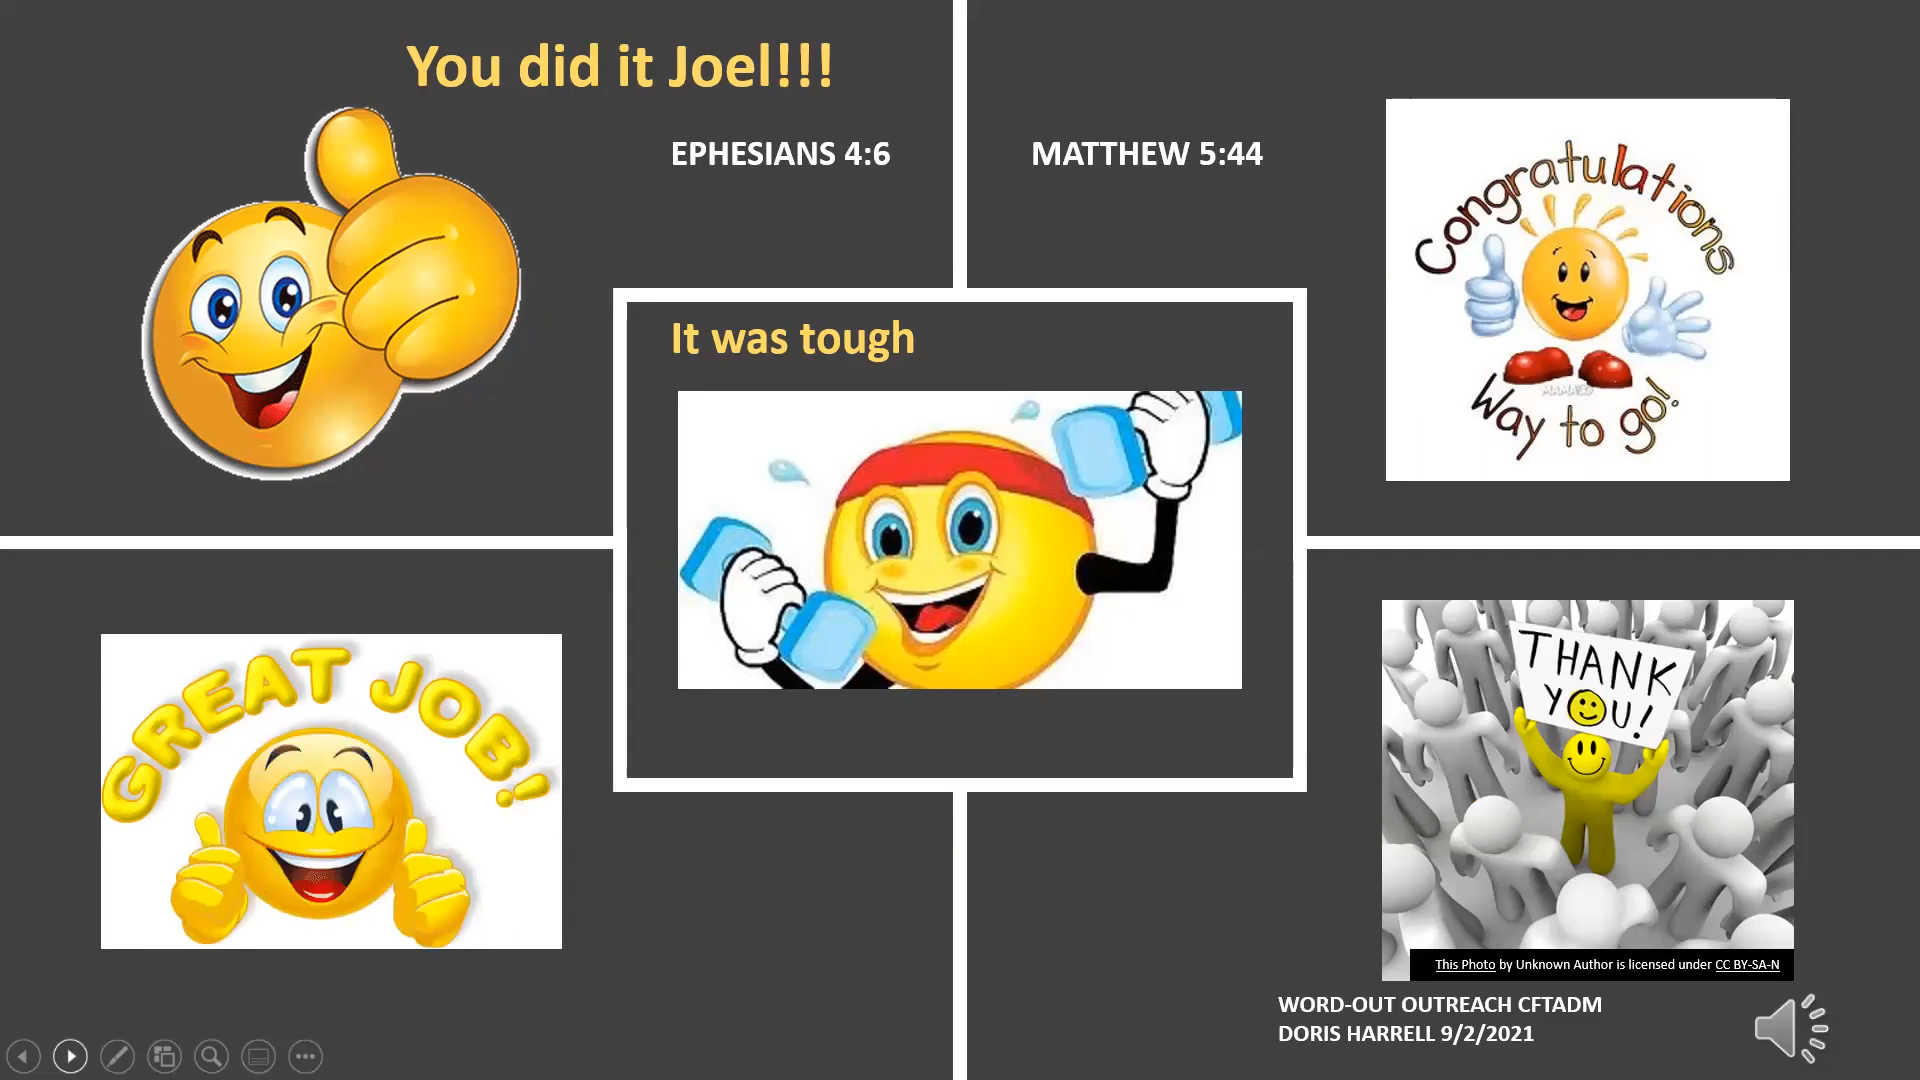 You did it Joel!!!
EPHESIANS 4:6
MATTHEW 5:44
Congratulations
Way to go!
It was tough
GREAT JOB!
THANK
YOU!
This Photo by Unknown Author is licensed under CC BY-SA-N
WORD-OUT OUTREACH CFTADM
DORIS HARRELL 9/2/2021